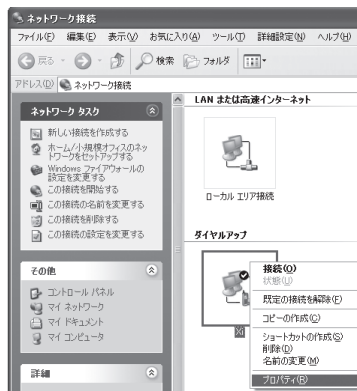 ネットワーク接続
ファイル(F) 編集(E) 表示(V) お気に入り(A) ツール(T) 詳細設定(N) ヘルプ(H)
戻る 検索 フォルダ
アドレス(D) ネットワーク接続
ネットワーク タスク
新しい接続を作成する
ホーム/小規模オフィスのネッ
トワークをセットアップする
Windows ファイアウォールの
設定を変更する
この接続を開始する
この接続の名前を変更する
この接続を削除する
この接続の設定を変更する
その他
コントロール パネル
マイ ネットワーク
マイ ドキュメント
マイ コンピュータ
詳細
LAN または高速インターネット
ローカル エリア接続
ダイヤルアップ
Xi
接続(O)
状態(U)
既定の接続を解除(F)
コピーの作成(C)
ショートカットの作成(S)
削除(D)
名前の変更(M)
プロパティ(R)